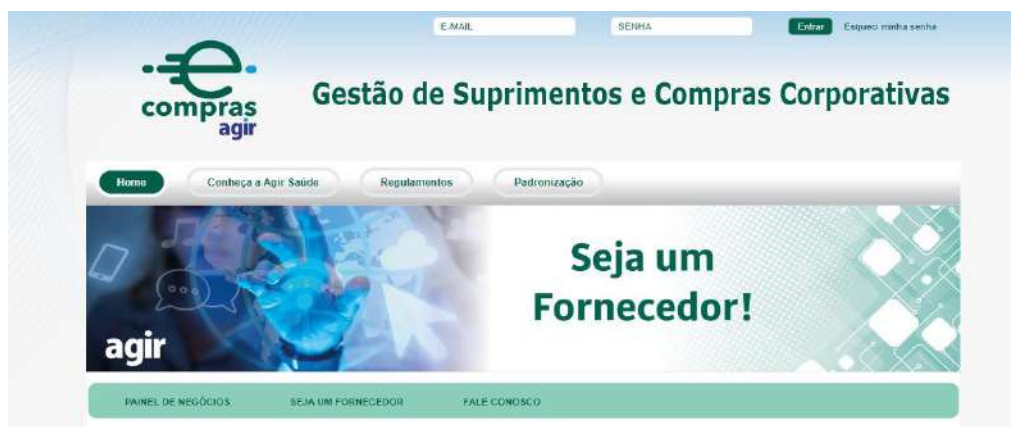 E-MAIL SENHA Entrar Esqueci minha senha
e
compras
agir
Gestão de Suprimentos e Compras Corporativas
Home Conheça a Agir Saúde Regulamentos Padronização
Seja um
Fornecedor!
agir
PAINEL DE NEGÓCIOS SEJA UM FORNECEDOR FALE CONOSCO